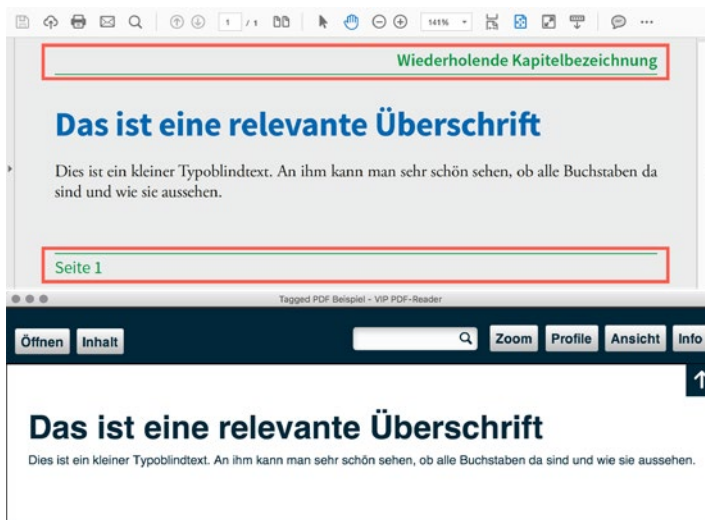 1 / 1 141%
Wiederholende Kapitelbezeichnung
Das ist eine relevante Überschrift
Dies ist ein kleiner Typoblindtext. An ihm kann man sehr schön sehen, ob alle Buchstaben da
sind und wie sie aussehen.
Seite 1
Tagged PDF Beispiel - VIP PDF-Reader
Öffnen Inhalt Zoom Profile Ansicht Info
Das ist eine relevante Überschrift
Dies ist ein kleiner Typoblindtext. An ihm kann man sehr schön sehen, ob alle Buchstaben da sind und wie sie aussehen.